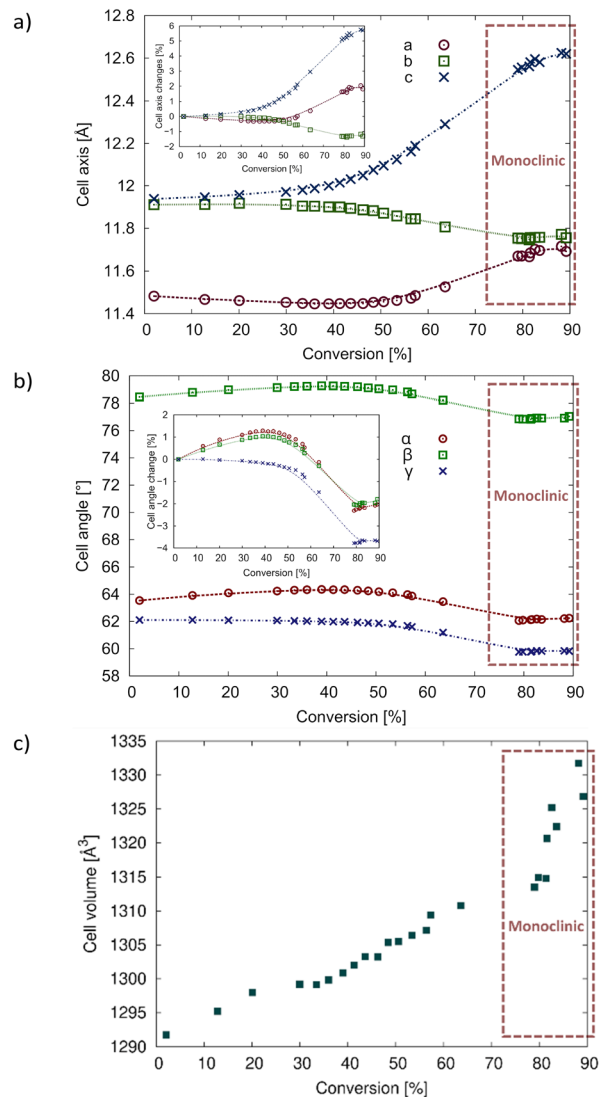 a)
12.8
12.6
12.4
12.2
12
11.8
11.6
11.4
Cell axis [Å]
0 10 20 30 40 50 60 70 80 90
Conversion [%]
6
5
4
3
2
1
0
−1
−2
Cell axis changes [%]
0 10 20 30 40 50 60 70 80 90
Conversion [%]
a
b
c
Monoclinic
b)
80
78
76
74
72
70
68
66
64
62
60
58
Cell angle [°]
0 10 20 30 40 50 60 70 80 90
Conversion [%]
2
1
0
−1
−2
−3
−4
Cell angle change [%]
0 10 20 30 40 50 60 70 80 90
Conversion [%]
α
β
γ
Monoclinic
c)
1335
1330
1325
1320
1315
1310
1305
1300
1295
1290
Cell volume [Å³]
0 10 20 30 40 50 60 70 80 90
Conversion [%]
Monoclinic